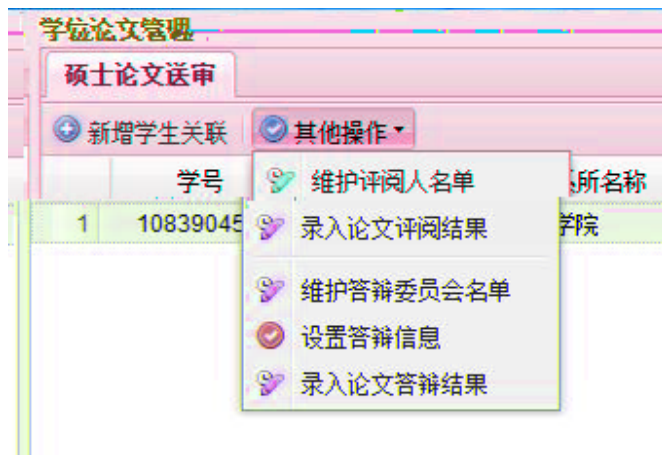 学位论文管理
硕士论文送审
新增学生关联 其他操作
学号 所名称
维护评阅人名单
1 10839045 学院
录入论文评阅结果
维护答辩委员会名单
设置答辩信息
录入论文答辩结果